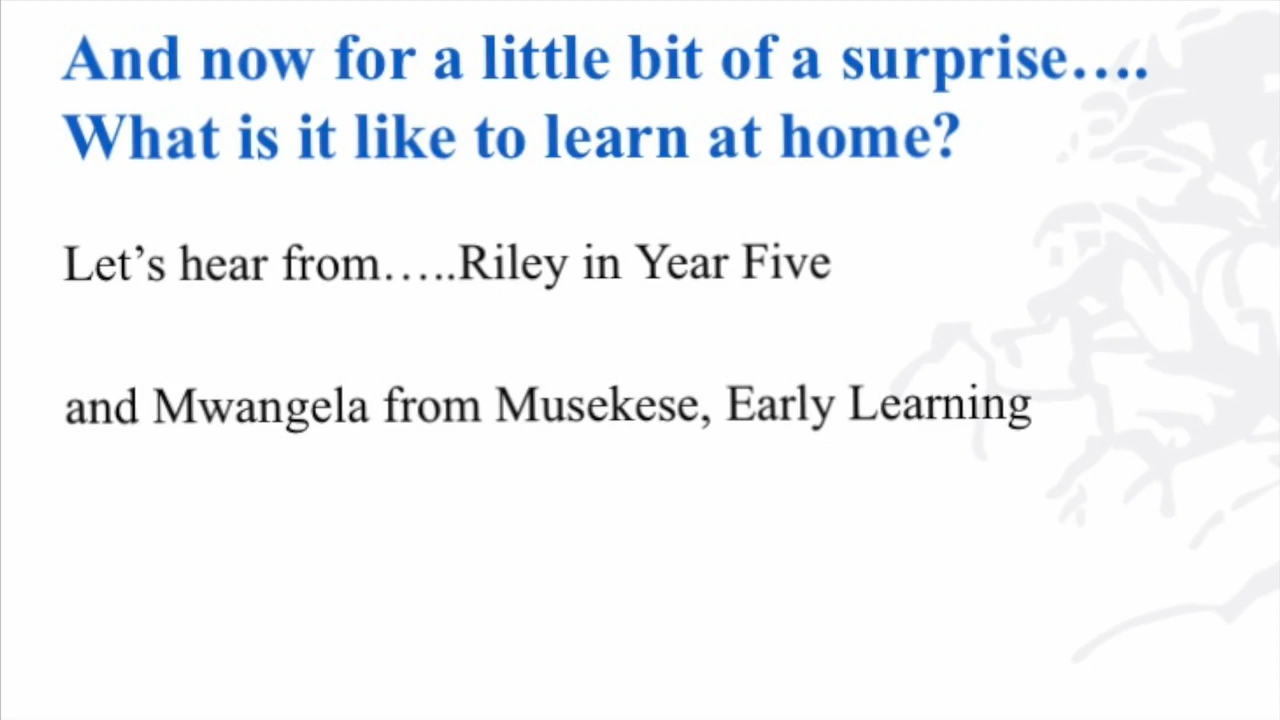 And now for a little bit of a surprise….
What is it like to learn at home?
Let’s hear from…..Riley in Year Five
and Mwangela from Musekese, Early Learning